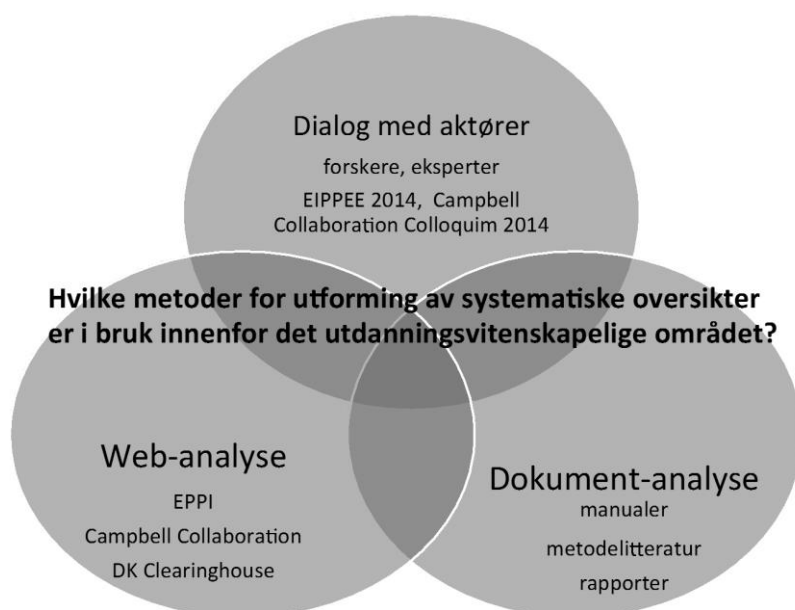 Dialog med aktører
forskere, eksperter
EIPPEE 2014, Campbell
Collaboration Colloquim 2014
Hvilke metoder for utforming av systematiske oversikter
er i bruk innenfor det utdanningsvitenskapelige området?
Web-analyse
EPPI
Campbell Collaboration
DK Clearinghouse
Dokument-analyse
manualer
metodelitteratur
rapporter